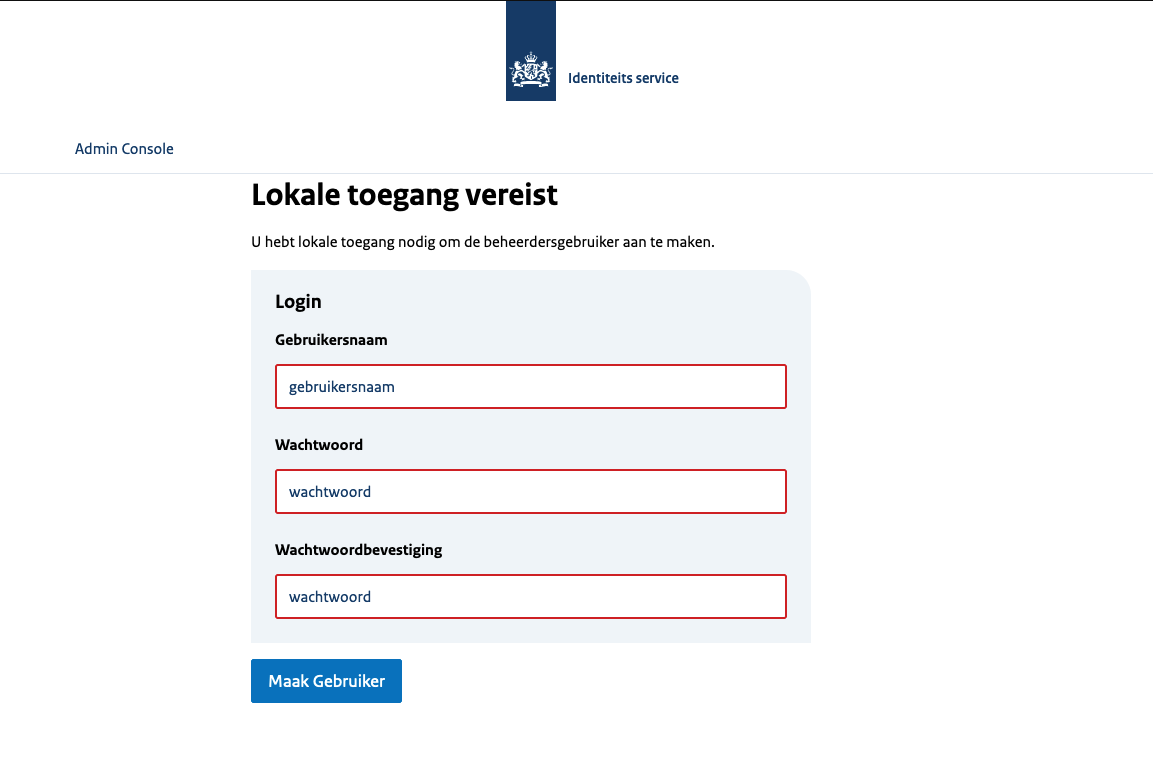 Identiteits service
Admin Console
Lokale toegang vereist
U hebt lokale toegang nodig om de beheerdersgebruiker aan te maken.
Login
Gebruikersnaam
gebruikersnaam
Wachtwoord
wachtwoord
Wachtwoordbevestiging
wachtwoord
Maak Gebruiker